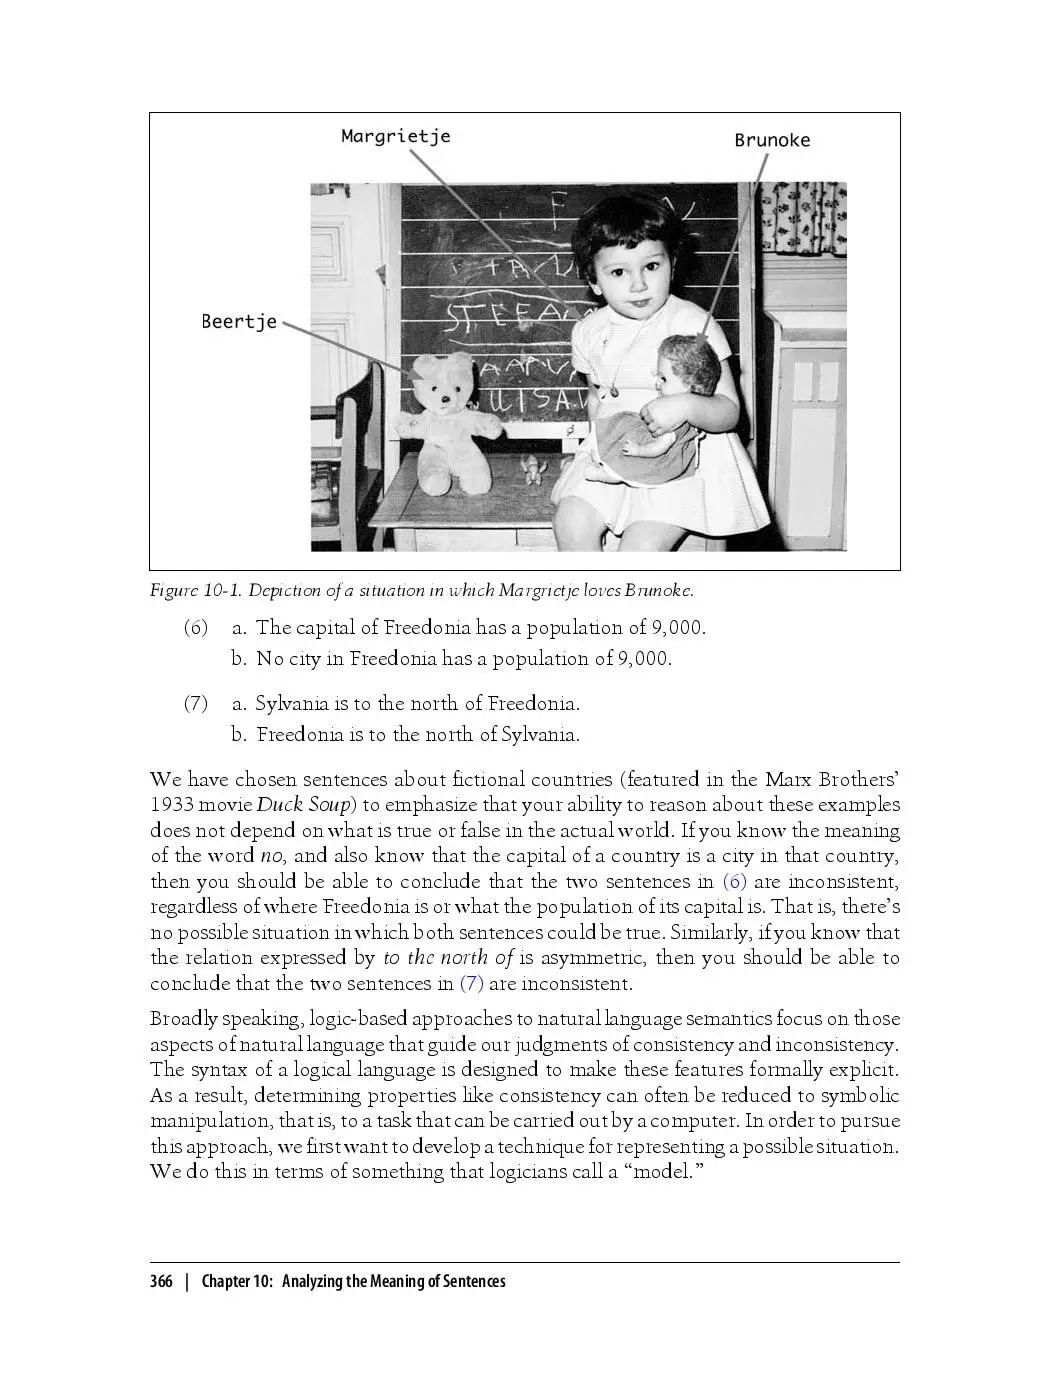 Margrietje
Brunoke
Beertje
Figure 10-1. Depiction of a situation in which Margrietje loves Brunoke.
(6) a. The capital of Freedonia has a population of 9,000.
b. No city in Freedonia has a population of 9,000.
(7) a. Sylvania is to the north of Freedonia.
b. Freedonia is to the north of Sylvania.
We have chosen sentences about fictional countries (featured in the Marx Brothers’
1933 movie Duck Soup) to emphasize that your ability to reason about these examples
does not depend on what is true or false in the actual world. If you know the meaning
of the word no, and also know that the capital of a country is a city in that country,
then you should be able to conclude that the two sentences in (6) are inconsistent,
regardless of where Freedonia is or what the population of its capital is. That is, there’s
no possible situation in which both sentences could be true. Similarly, if you know that
the relation expressed by to the north of is asymmetric, then you should be able to
conclude that the two sentences in (7) are inconsistent.
Broadly speaking, logic-based approaches to natural language semantics focus on those
aspects of natural language that guide our judgments of consistency and inconsistency.
The syntax of a logical language is designed to make these features formally explicit.
As a result, determining properties like consistency can often be reduced to symbolic
manipulation, that is, to a task that can be carried out by a computer. In order to pursue
this approach, we first want to develop a technique for representing a possible situation.
We do this in terms of something that logicians call a “model.”
366 | Chapter 10: Analyzing the Meaning of Sentences